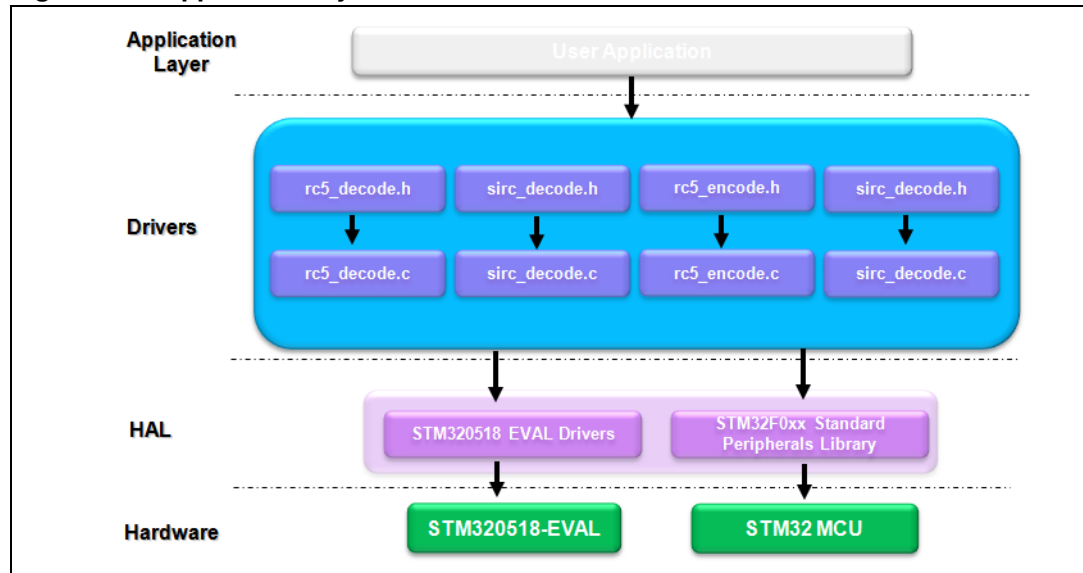 Application
Layer
User Application
Drivers
rc5_decode.h
sirc_decode.h
rc5_encode.h
sirc_decode.h
rc5_decode.c
sirc_decode.c
rc5_encode.c
sirc_decode.c
HAL
STM320518 EVAL Drivers
STM32F0xx Standard
Peripherals Library
Hardware
STM320518-EVAL
STM32 MCU